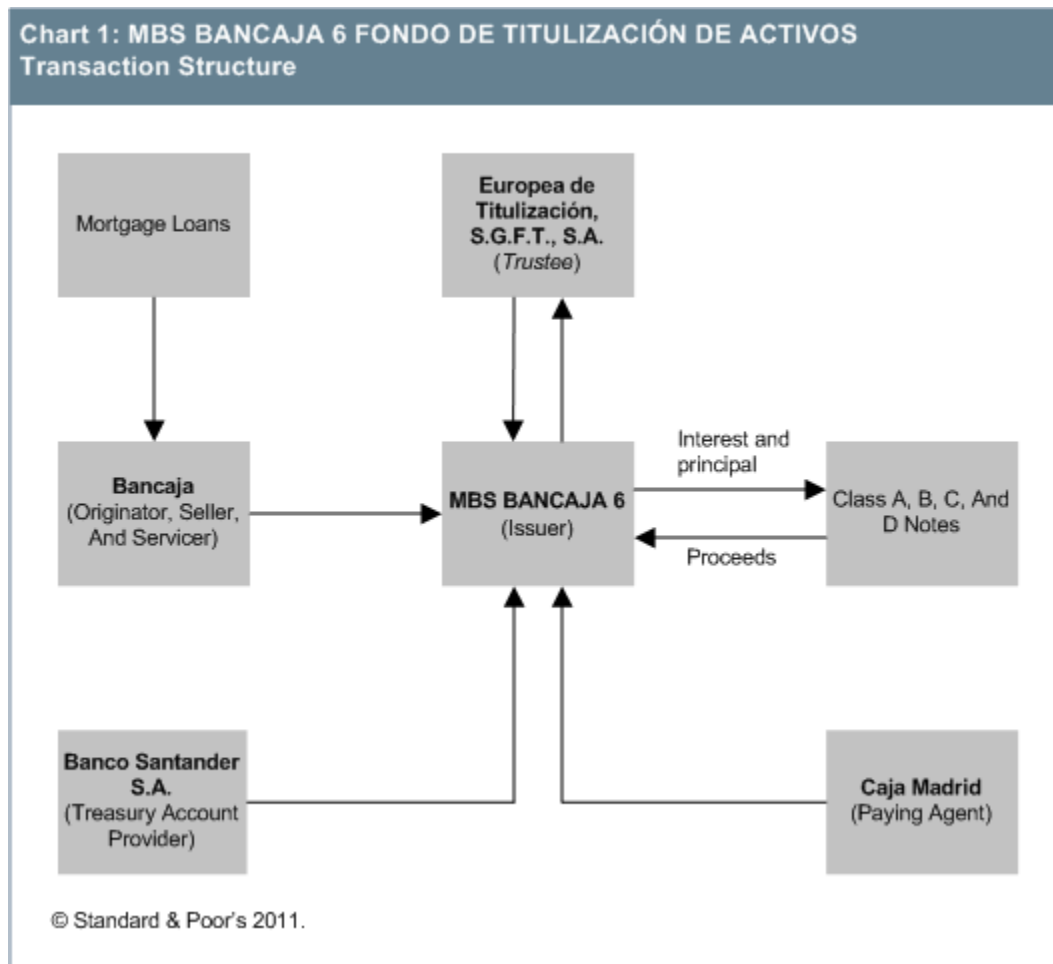 Chart 1: MBS BANCAJA 6 FONDO DE TITULIZACIÓN DE ACTIVOS
Transaction Structure
Mortgage Loans
Europea de
Titulización,
S.G.F.T., S.A.
(Trustee)
Bancaja
(Originator, Seller,
And Servicer)
MBS BANCAJA 6
(Issuer)
Interest and
principal
Proceeds
Class A, B, C, And
D Notes
Banco Santander
S.A.
(Treasury Account
Provider)
Caja Madrid
(Paying Agent)
© Standard & Poor's 2011.